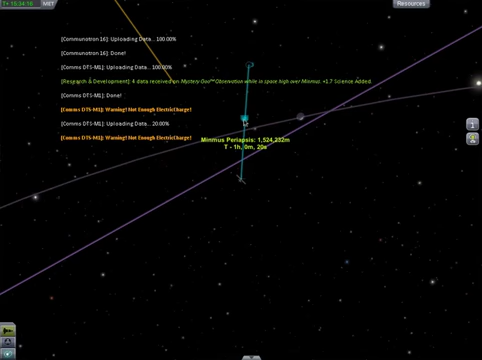 T+ 15:34:16 MET
Resources
[Communotron 16]: Uploading Data... 100.00%
[Communotron 16]: Done!
[Comms DTS-M1]: Uploading Data... 100.00%
[Research & Development]: 4 data received on Mystery Goo™ Observation while in space high over Minmus. +1.7 Science Added.
[Comms DTS-M1]: Done!
[Comms DTS-M1]: Warning! Not Enough ElectricCharge!
[Comms DTS-M1]: Uploading Data... 20.00%
[Comms DTS-M1]: Warning! Not Enough ElectricCharge!
Minmus Periapsis: 1,524,232m
T - 1h, 0m, 20s